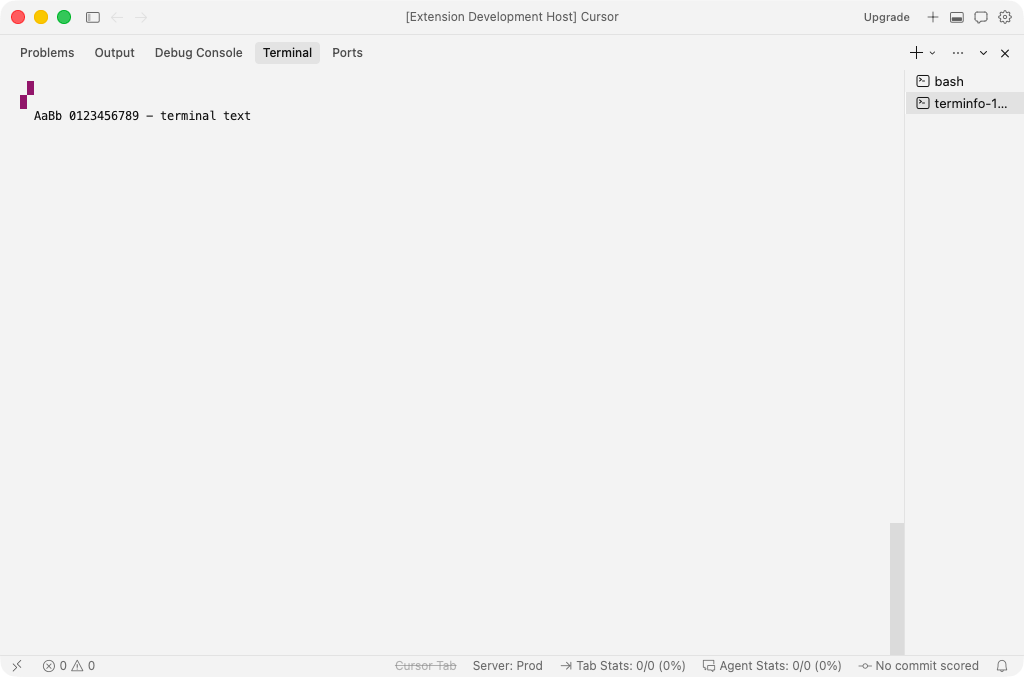 [Extension Development Host] Cursor
Upgrade
Problems Output Debug Console Terminal Ports
bash
terminfo-1...
AaBb 0123456789 — terminal text
0 0 Cursor Tab Server: Prod Tab Stats: 0/0 (0%) Agent Stats: 0/0 (0%) No commit scored